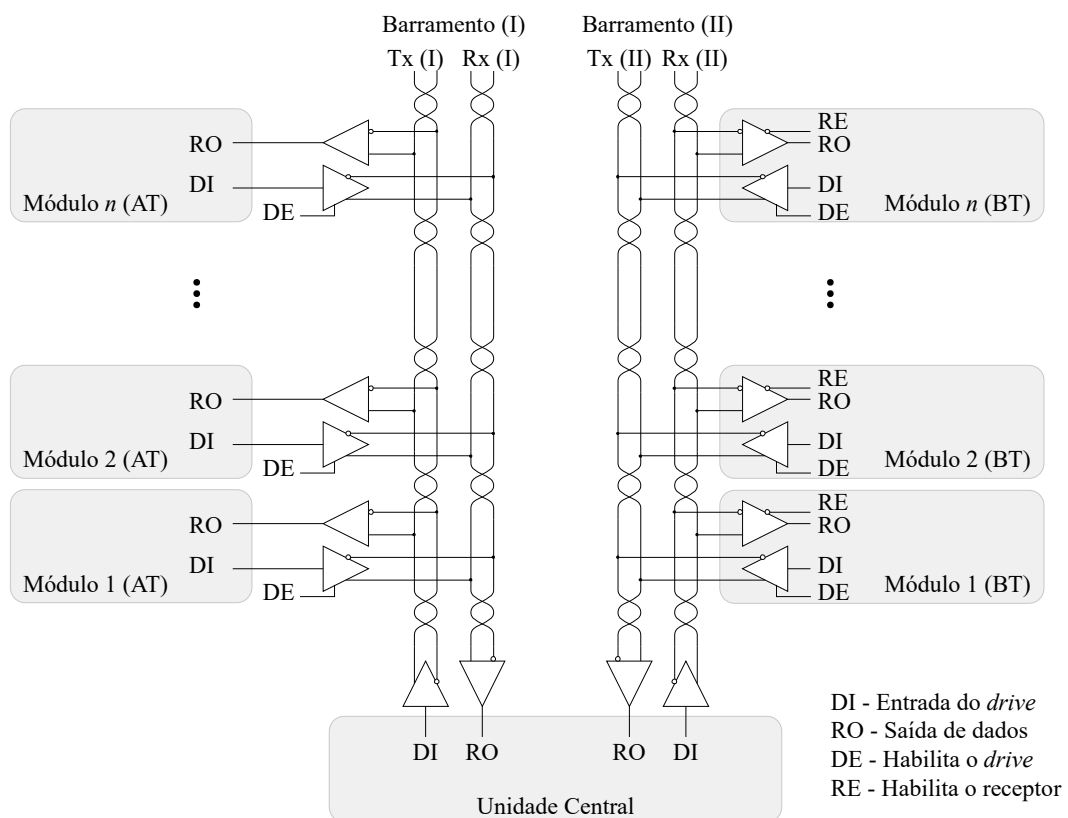 Barramento (I) Barramento (II)
Tx (I) Rx (I) Tx (II) Rx (II)
RO
DI
DE
Módulo n (AT)
RE
RO
DI
DE
Módulo n (BT)
RO
DI
DE
Módulo 2 (AT)
RE
RO
DI
DE
Módulo 2 (BT)
RO
DI
DE
Módulo 1 (AT)
RE
RO
DI
DE
Módulo 1 (BT)
DI RO RO DI
Unidade Central
DI - Entrada do drive
RO - Saída de dados
DE - Habilita o drive
RE - Habilita o receptor